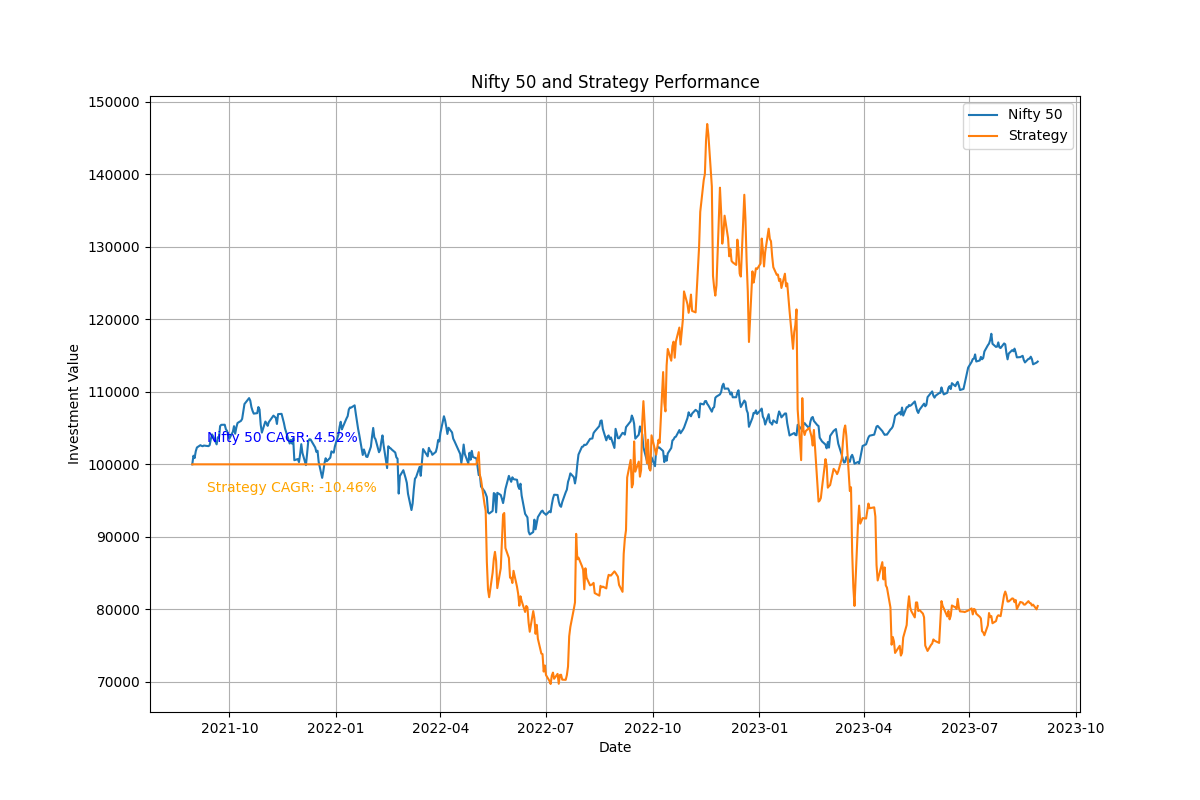 Nifty 50 and Strategy Performance
Nifty 50
Strategy
150000
140000
130000
120000
110000
100000
90000
80000
70000
Investment Value
Nifty 50 CAGR: 4.52%
Strategy CAGR: -10.46%
2021-10
2022-01
2022-04
2022-07
2022-10
2023-01
2023-04
2023-07
2023-10
Date